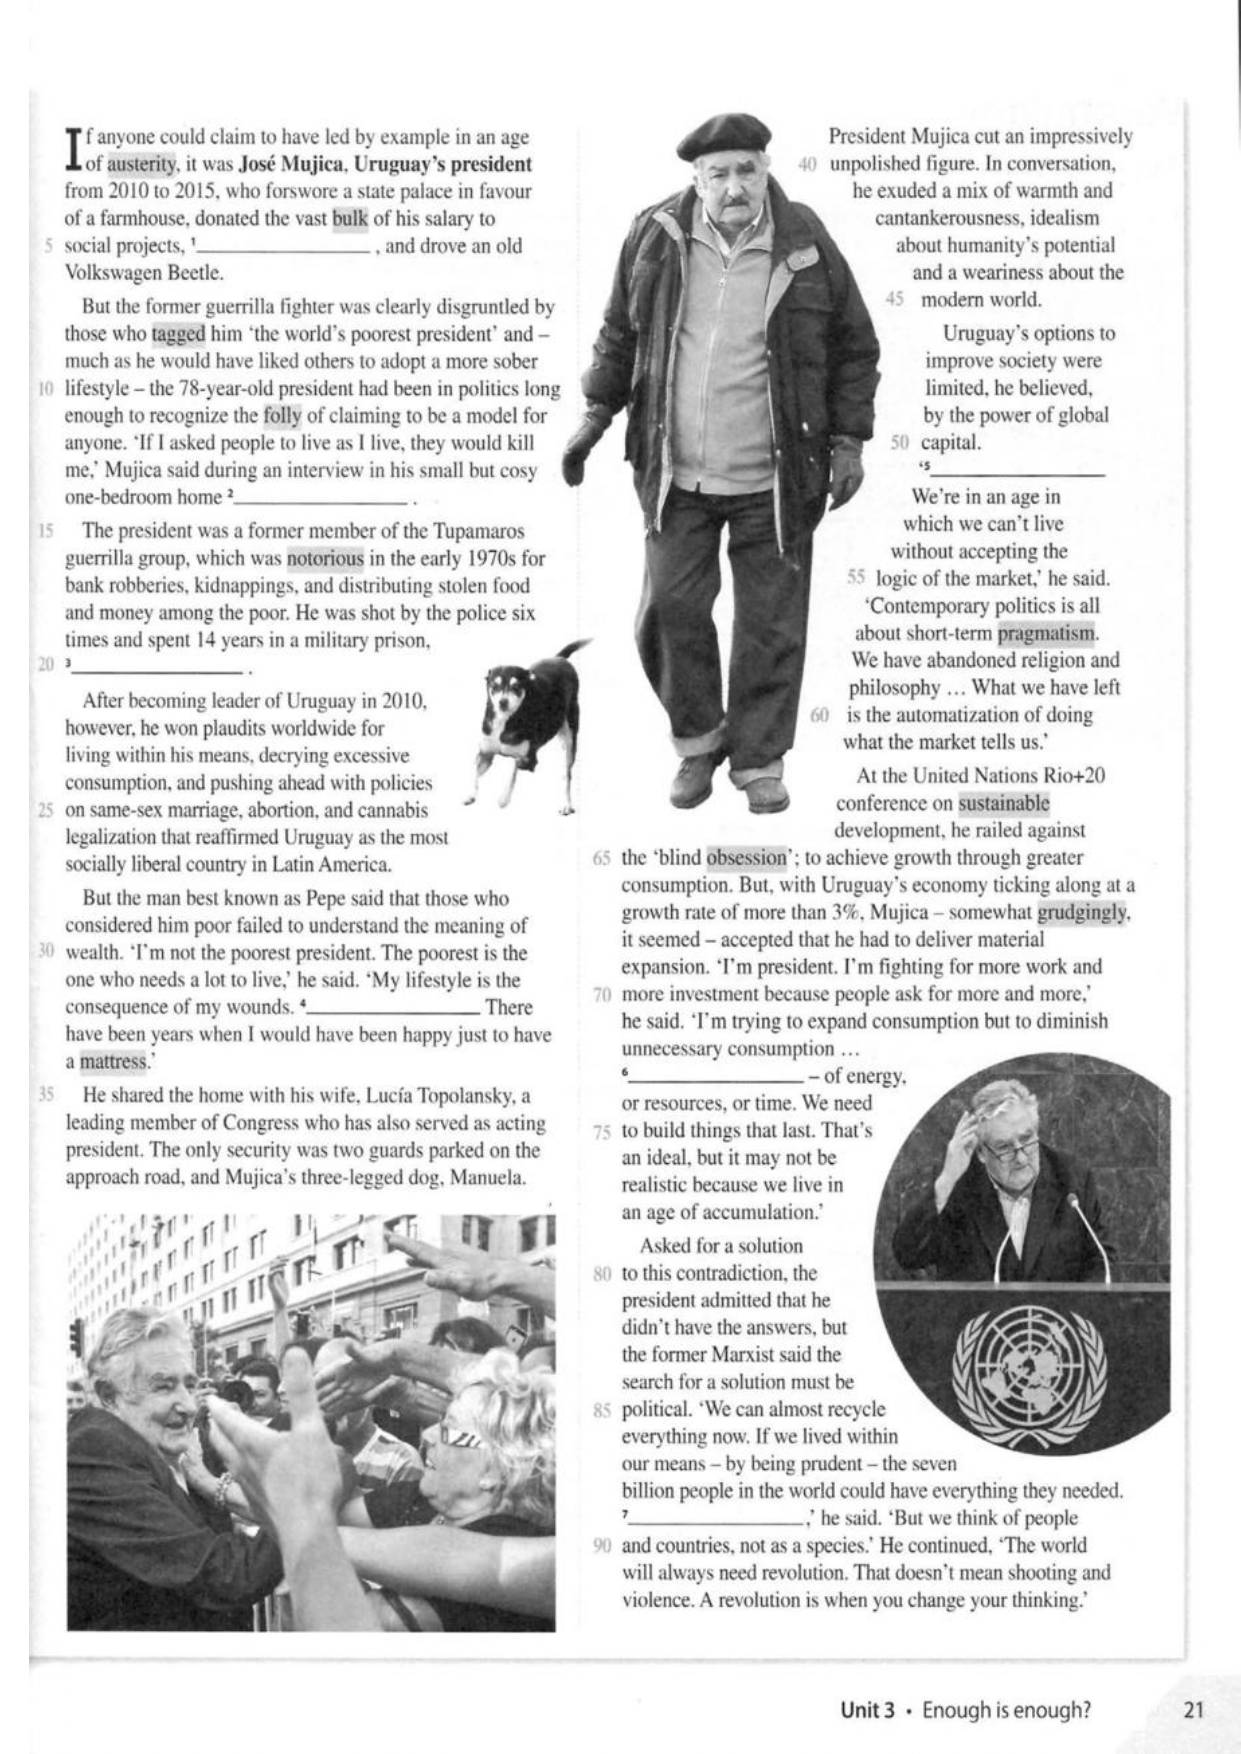 If anyone could claim to have led by example in an age
of austerity, it was José Mujica, Uruguay's president
from 2010 to 2015, who forswore a state palace in favour
of a farmhouse, donated the vast bulk of his salary to
5 social projects, ¹____________________, and drove an old
Volkswagen Beetle.
But the former guerrilla fighter was clearly disgruntled by
those who tagged him 'the world's poorest president' and –
much as he would have liked others to adopt a more sober
10 lifestyle – the 78-year-old president had been in politics long
enough to recognize the folly of claiming to be a model for
anyone. 'If I asked people to live as I live, they would kill
me,' Mujica said during an interview in his small but cosy
one-bedroom home ²____________________.
15 The president was a former member of the Tupamaros
guerrilla group, which was notorious in the early 1970s for
bank robberies, kidnappings, and distributing stolen food
and money among the poor. He was shot by the police six
times and spent 14 years in a military prison,
20 ³____________________.
After becoming leader of Uruguay in 2010,
however, he won plaudits worldwide for
living within his means, decrying excessive
consumption, and pushing ahead with policies
25 on same-sex marriage, abortion, and cannabis
legalization that reaffirmed Uruguay as the most
socially liberal country in Latin America.
But the man best known as Pepe said that those who
considered him poor failed to understand the meaning of
30 wealth. 'I'm not the poorest president. The poorest is the
one who needs a lot to live,' he said. 'My lifestyle is the
consequence of my wounds. ⁴____________________ There
have been years when I would have been happy just to have
a mattress.'
35 He shared the home with his wife, Lucía Topolansky, a
leading member of Congress who has also served as acting
president. The only security was two guards parked on the
approach road, and Mujica's three-legged dog, Manuela.
President Mujica cut an impressively
40 unpolished figure. In conversation,
he exuded a mix of warmth and
cantankerousness, idealism
about humanity's potential
and a weariness about the
45 modern world.
Uruguay's options to
improve society were
limited, he believed,
by the power of global
50 capital.
'⁵____________________
We're in an age in
which we can't live
without accepting the
55 logic of the market,' he said.
'Contemporary politics is all
about short-term pragmatism.
We have abandoned religion and
philosophy ... What we have left
60 is the automatization of doing
what the market tells us.'
At the United Nations Rio+20
conference on sustainable
development, he railed against
65 the 'blind obsession'; to achieve growth through greater
consumption. But, with Uruguay's economy ticking along at a
growth rate of more than 3%, Mujica – somewhat grudgingly,
it seemed – accepted that he had to deliver material
expansion. 'I'm president. I'm fighting for more work and
70 more investment because people ask for more and more,'
he said. 'I'm trying to expand consumption but to diminish
unnecessary consumption ...
⁶____________________ – of energy,
or resources, or time. We need
75 to build things that last. That's
an ideal, but it may not be
realistic because we live in
an age of accumulation.'
Asked for a solution
80 to this contradiction, the
president admitted that he
didn't have the answers, but
the former Marxist said the
search for a solution must be
85 political. 'We can almost recycle
everything now. If we lived within
our means – by being prudent – the seven
billion people in the world could have everything they needed.
⁷____________________,' he said. 'But we think of people
90 and countries, not as a species.' He continued, 'The world
will always need revolution. That doesn't mean shooting and
violence. A revolution is when you change your thinking.'
Unit 3 • Enough is enough? 21